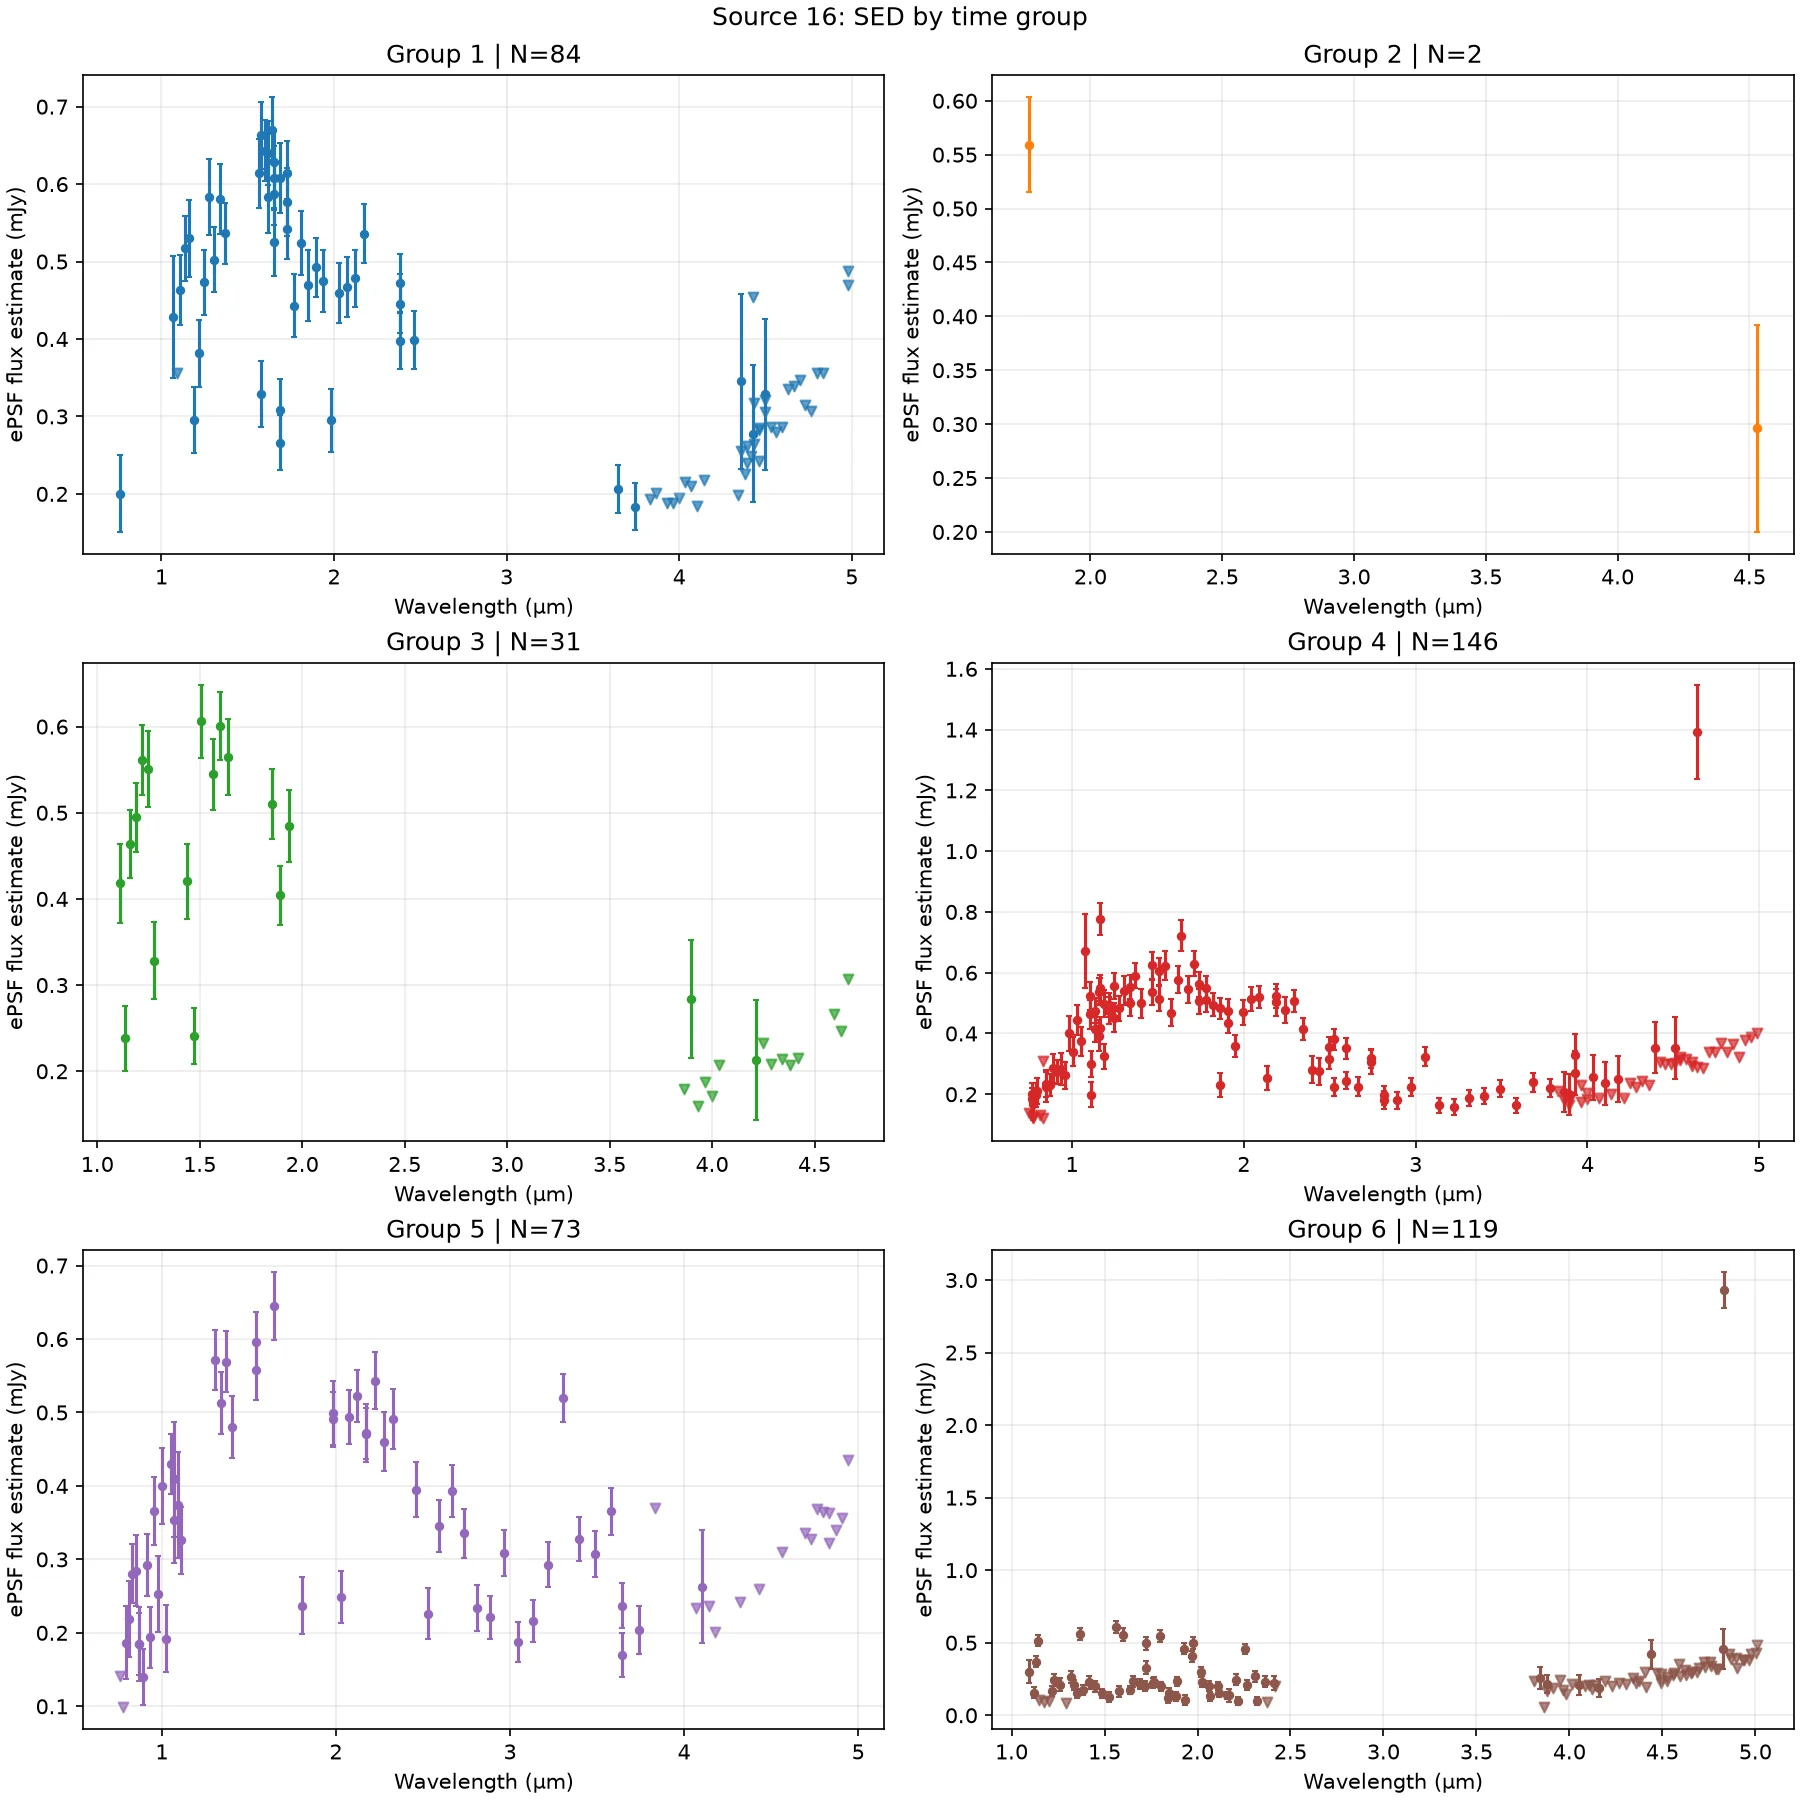 Source 16: SED by time group
Group 1 | N=84
ePSF flux estimate (mJy)
0.7
0.6
0.5
0.4
0.3
0.2
1 2 3 4 5
Wavelength (μm)
Group 2 | N=2
ePSF flux estimate (mJy)
0.60
0.55
0.50
0.45
0.40
0.35
0.30
0.25
0.20
2.0 2.5 3.0 3.5 4.0 4.5
Wavelength (μm)
Group 3 | N=31
ePSF flux estimate (mJy)
0.6
0.5
0.4
0.3
0.2
1.0 1.5 2.0 2.5 3.0 3.5 4.0 4.5
Wavelength (μm)
Group 4 | N=146
ePSF flux estimate (mJy)
1.6
1.4
1.2
1.0
0.8
0.6
0.4
0.2
1 2 3 4 5
Wavelength (μm)
Group 5 | N=73
ePSF flux estimate (mJy)
0.7
0.6
0.5
0.4
0.3
0.2
0.1
1 2 3 4 5
Wavelength (μm)
Group 6 | N=119
ePSF flux estimate (mJy)
3.0
2.5
2.0
1.5
1.0
0.5
0.0
1.0 1.5 2.0 2.5 3.0 3.5 4.0 4.5 5.0
Wavelength (μm)